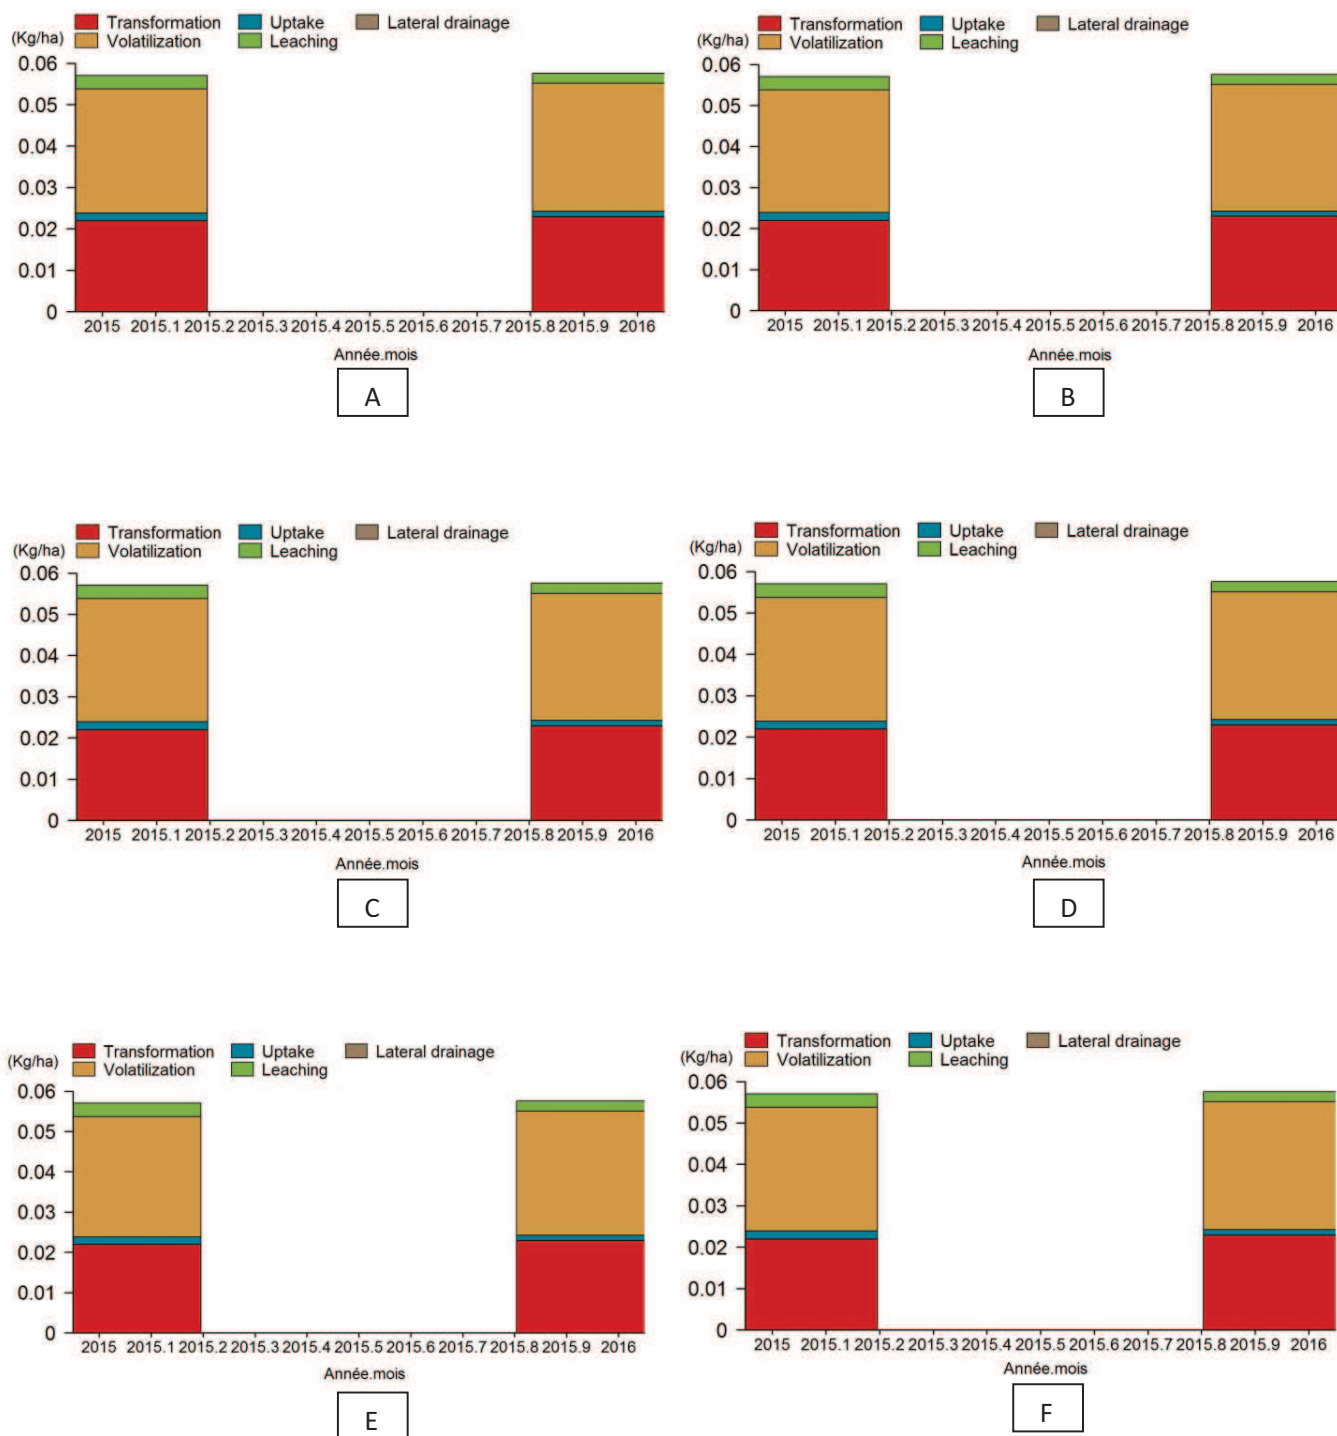 Transformation Uptake Lateral drainage
(Kg/ha) Volatilization Leaching
0.06
0.05
0.04
0.03
0.02
0.01
0
2015 2015.1 2015.2 2015.3 2015.4 2015.5 2015.6 2015.7 2015.8 2015.9 2016
Année.mois
A
Transformation Uptake Lateral drainage
(Kg/ha) Volatilization Leaching
0.06
0.05
0.04
0.03
0.02
0.01
0
2015 2015.1 2015.2 2015.3 2015.4 2015.5 2015.6 2015.7 2015.8 2015.9 2016
Année.mois
B
Transformation Uptake Lateral drainage
(Kg/ha) Volatilization Leaching
0.06
0.05
0.04
0.03
0.02
0.01
0
2015 2015.1 2015.2 2015.3 2015.4 2015.5 2015.6 2015.7 2015.8 2015.9 2016
Année.mois
C
Transformation Uptake Lateral drainage
(Kg/ha) Volatilization Leaching
0.06
0.05
0.04
0.03
0.02
0.01
0
2015 2015.1 2015.2 2015.3 2015.4 2015.5 2015.6 2015.7 2015.8 2015.9 2016
Année.mois
D
Transformation Uptake Lateral drainage
(Kg/ha) Volatilization Leaching
0.06
0.05
0.04
0.03
0.02
0.01
0
2015 2015.1 2015.2 2015.3 2015.4 2015.5 2015.6 2015.7 2015.8 2015.9 2016
Année.mois
E
Transformation Uptake Lateral drainage
(Kg/ha) Volatilization Leaching
0.06
0.05
0.04
0.03
0.02
0.01
0
2015 2015.1 2015.2 2015.3 2015.4 2015.5 2015.6 2015.7 2015.8 2015.9 2016
Année.mois
F